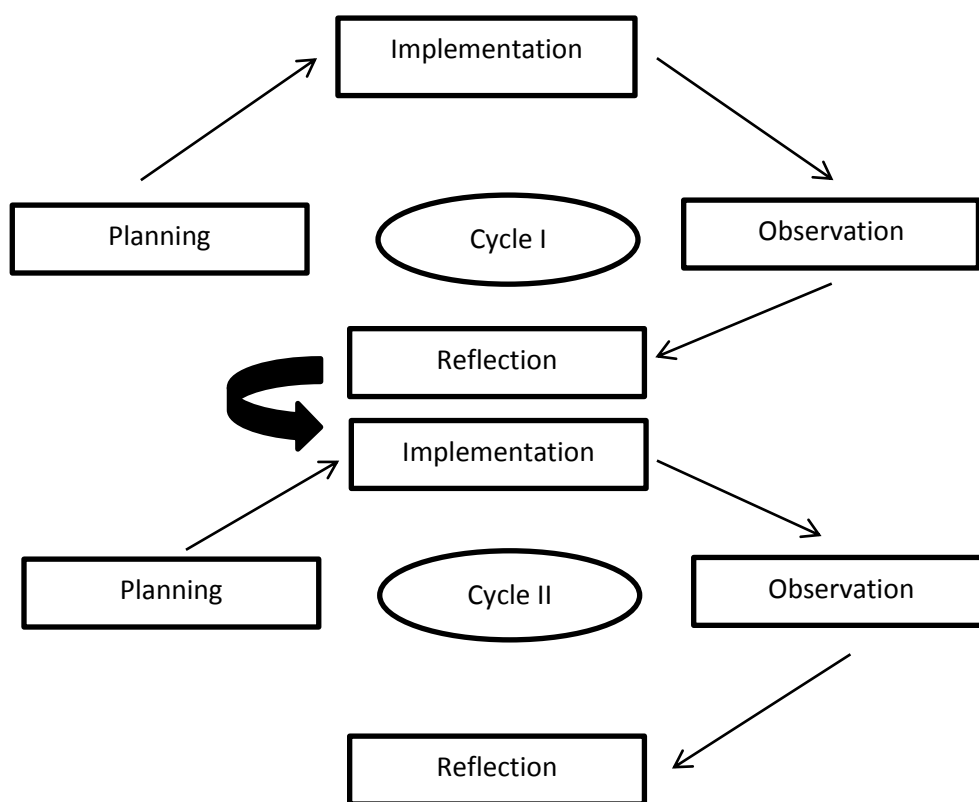 Implementation
Planning
Cycle I
Observation
Reflection
Implementation
Planning
Cycle II
Observation
Reflection